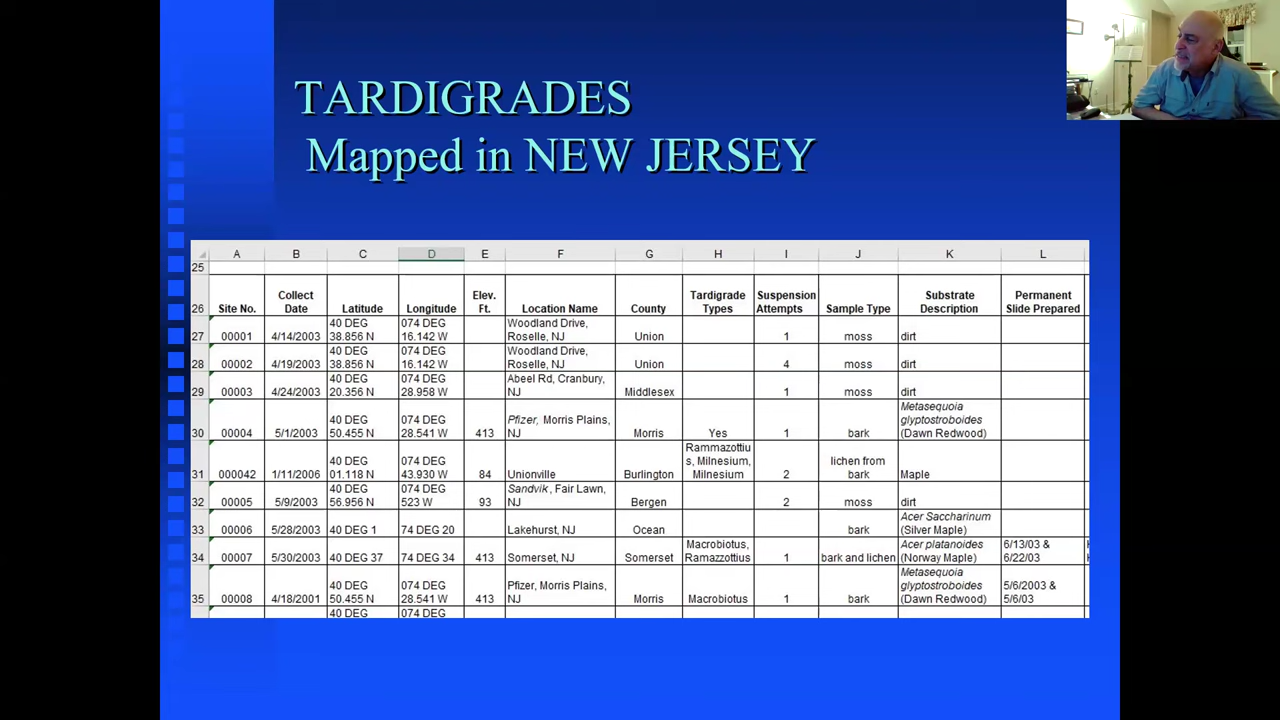 TARDIGRADES
Mapped in NEW JERSEY
A B C D E F G H I J K L
25
26 Site No. Collect Date Latitude Longitude Elev. Ft. Location Name County Tardigrade Types Suspension Attempts Sample Type Substrate Description Permanent Slide Prepared
27 00001 4/14/2003 40 DEG 38.856 N 074 DEG 16.142 W Woodland Drive, Roselle, NJ Union 1 moss dirt
28 00002 4/19/2003 40 DEG 38.856 N 074 DEG 16.142 W Woodland Drive, Roselle, NJ Union 4 moss dirt
29 00003 4/24/2003 40 DEG 20.356 N 074 DEG 28.958 W Abeel Rd, Cranbury, NJ Middlesex 1 moss dirt
30 00004 5/1/2003 40 DEG 50.455 N 074 DEG 28.541 W 413 Pfizer, Morris Plains, NJ Morris Yes 1 bark Metasequoia glyptostroboides (Dawn Redwood)
31 000042 1/11/2006 40 DEG 01.118 N 074 DEG 43.930 W 84 Unionville Burlington Rammazottius, Milnesium, Milnesium 2 lichen from bark Maple
32 00005 5/9/2003 40 DEG 56.956 N 074 DEG 523 W 93 Sandvik, Fair Lawn, NJ Bergen 2 moss dirt
33 00006 5/28/2003 40 DEG 1 74 DEG 20 Lakehurst, NJ Ocean bark Acer Saccharinum (Silver Maple)
34 00007 5/30/2003 40 DEG 37 74 DEG 34 413 Somerset, NJ Somerset Macrobiotus, Ramazzottius 1 bark and lichen Acer platanoides (Norway Maple) 6/13/03 & 6/22/03
35 00008 4/18/2001 40 DEG 50.455 N 074 DEG 28.541 W 413 Pfizer, Morris Plains, NJ Morris Macrobiotus 1 bark Metasequoia glyptostroboides (Dawn Redwood) 5/6/2003 & 5/6/03
40 DEG 074 DEG